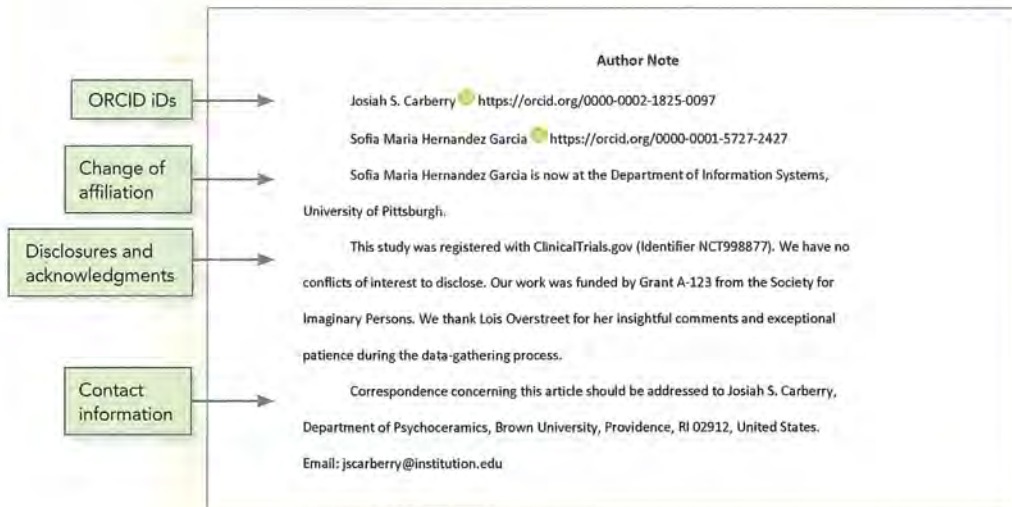 Author Note
ORCID iDs
Josiah S. Carberry https://orcid.org/0000-0002-1825-0097
Sofia Maria Hernandez Garcia https://orcid.org/0000-0001-5727-2427
Change of
affiliation
Sofia Maria Hernandez Garcia is now at the Department of Information Systems,
University of Pittsburgh.
Disclosures and
acknowledgments
This study was registered with ClinicalTrials.gov (Identifier NCT998877). We have no
conflicts of interest to disclose. Our work was funded by Grant A-123 from the Society for
Imaginary Persons. We thank Lois Overstreet for her insightful comments and exceptional
patience during the data-gathering process.
Contact
information
Correspondence concerning this article should be addressed to Josiah S. Carberry,
Department of Psychoceramics, Brown University, Providence, RI 02912, United States.
Email: jscarberry@institution.edu